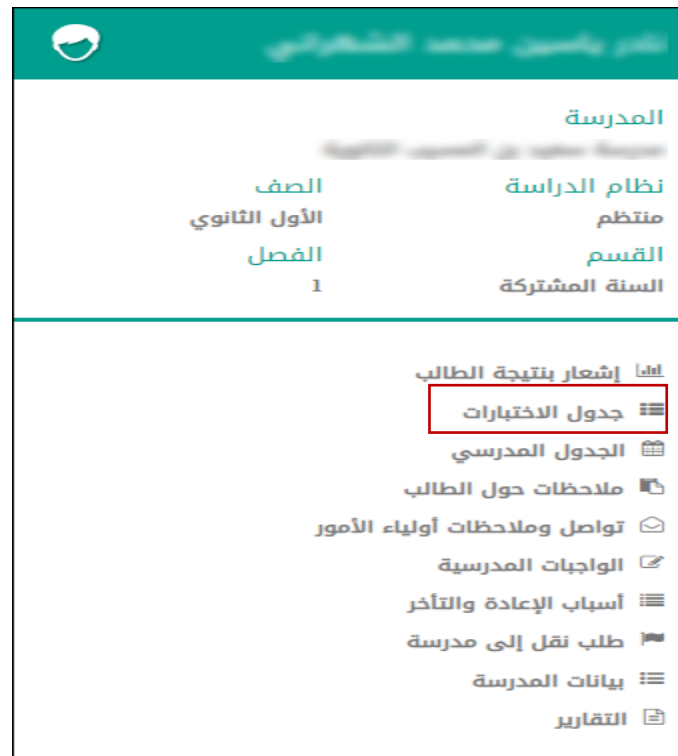 المدرسة
نظام الدراسة الصف
منتظم الأول الثانوي
القسم الفصل
السنة المشتركة 1
إشعار بنتيجة الطالب
جدول الاختبارات
الجدول المدرسي
ملاحظات حول الطالب
تواصل وملاحظات أولياء الأمور
الواجبات المدرسية
أسباب الإعادة والتأخر
طلب نقل إلى مدرسة
بيانات المدرسة
التقارير